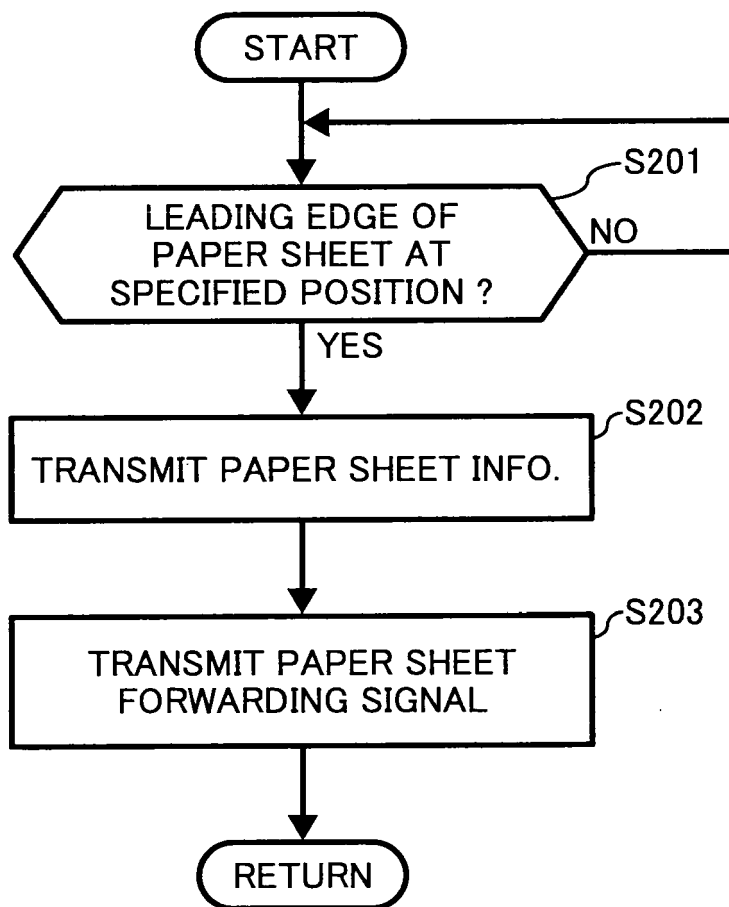 START
S201
LEADING EDGE OF
PAPER SHEET AT
SPECIFIED POSITION ?
NO
YES
S202
TRANSMIT PAPER SHEET INFO.
S203
TRANSMIT PAPER SHEET
FORWARDING SIGNAL
RETURN